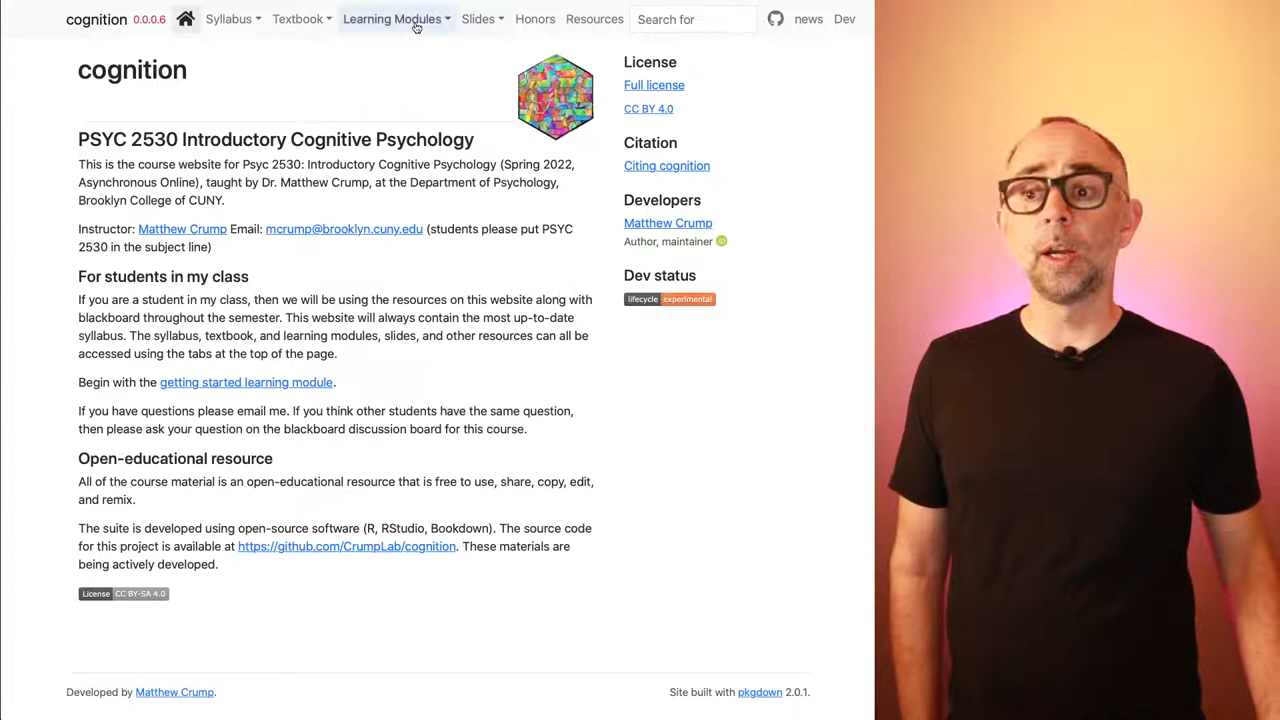 cognition 0.0.0.6 Syllabus Textbook Learning Modules Slides Honors Resources Search for news Dev
cognition
PSYC 2530 Introductory Cognitive Psychology
This is the course website for Psyc 2530: Introductory Cognitive Psychology (Spring 2022,
Asynchronous Online), taught by Dr. Matthew Crump, at the Department of Psychology,
Brooklyn College of CUNY.
Instructor: Matthew Crump Email: mcrump@brooklyn.cuny.edu (students please put PSYC
2530 in the subject line)
For students in my class
If you are a student in my class, then we will be using the resources on this website along with
blackboard throughout the semester. This website will always contain the most up-to-date
syllabus. The syllabus, textbook, and learning modules, slides, and other resources can all be
accessed using the tabs at the top of the page.
Begin with the getting started learning module.
If you have questions please email me. If you think other students have the same question,
then please ask your question on the blackboard discussion board for this course.
Open-educational resource
All of the course material is an open-educational resource that is free to use, share, copy, edit,
and remix.
The suite is developed using open-source software (R, RStudio, Bookdown). The source code
for this project is available at https://github.com/CrumpLab/cognition. These materials are
being actively developed.
License CC BY-SA 4.0
License
Full license
CC BY 4.0
Citation
Citing cognition
Developers
Matthew Crump
Author, maintainer
Dev status
lifecycle experimental
Developed by Matthew Crump.
Site built with pkgdown 2.0.1.